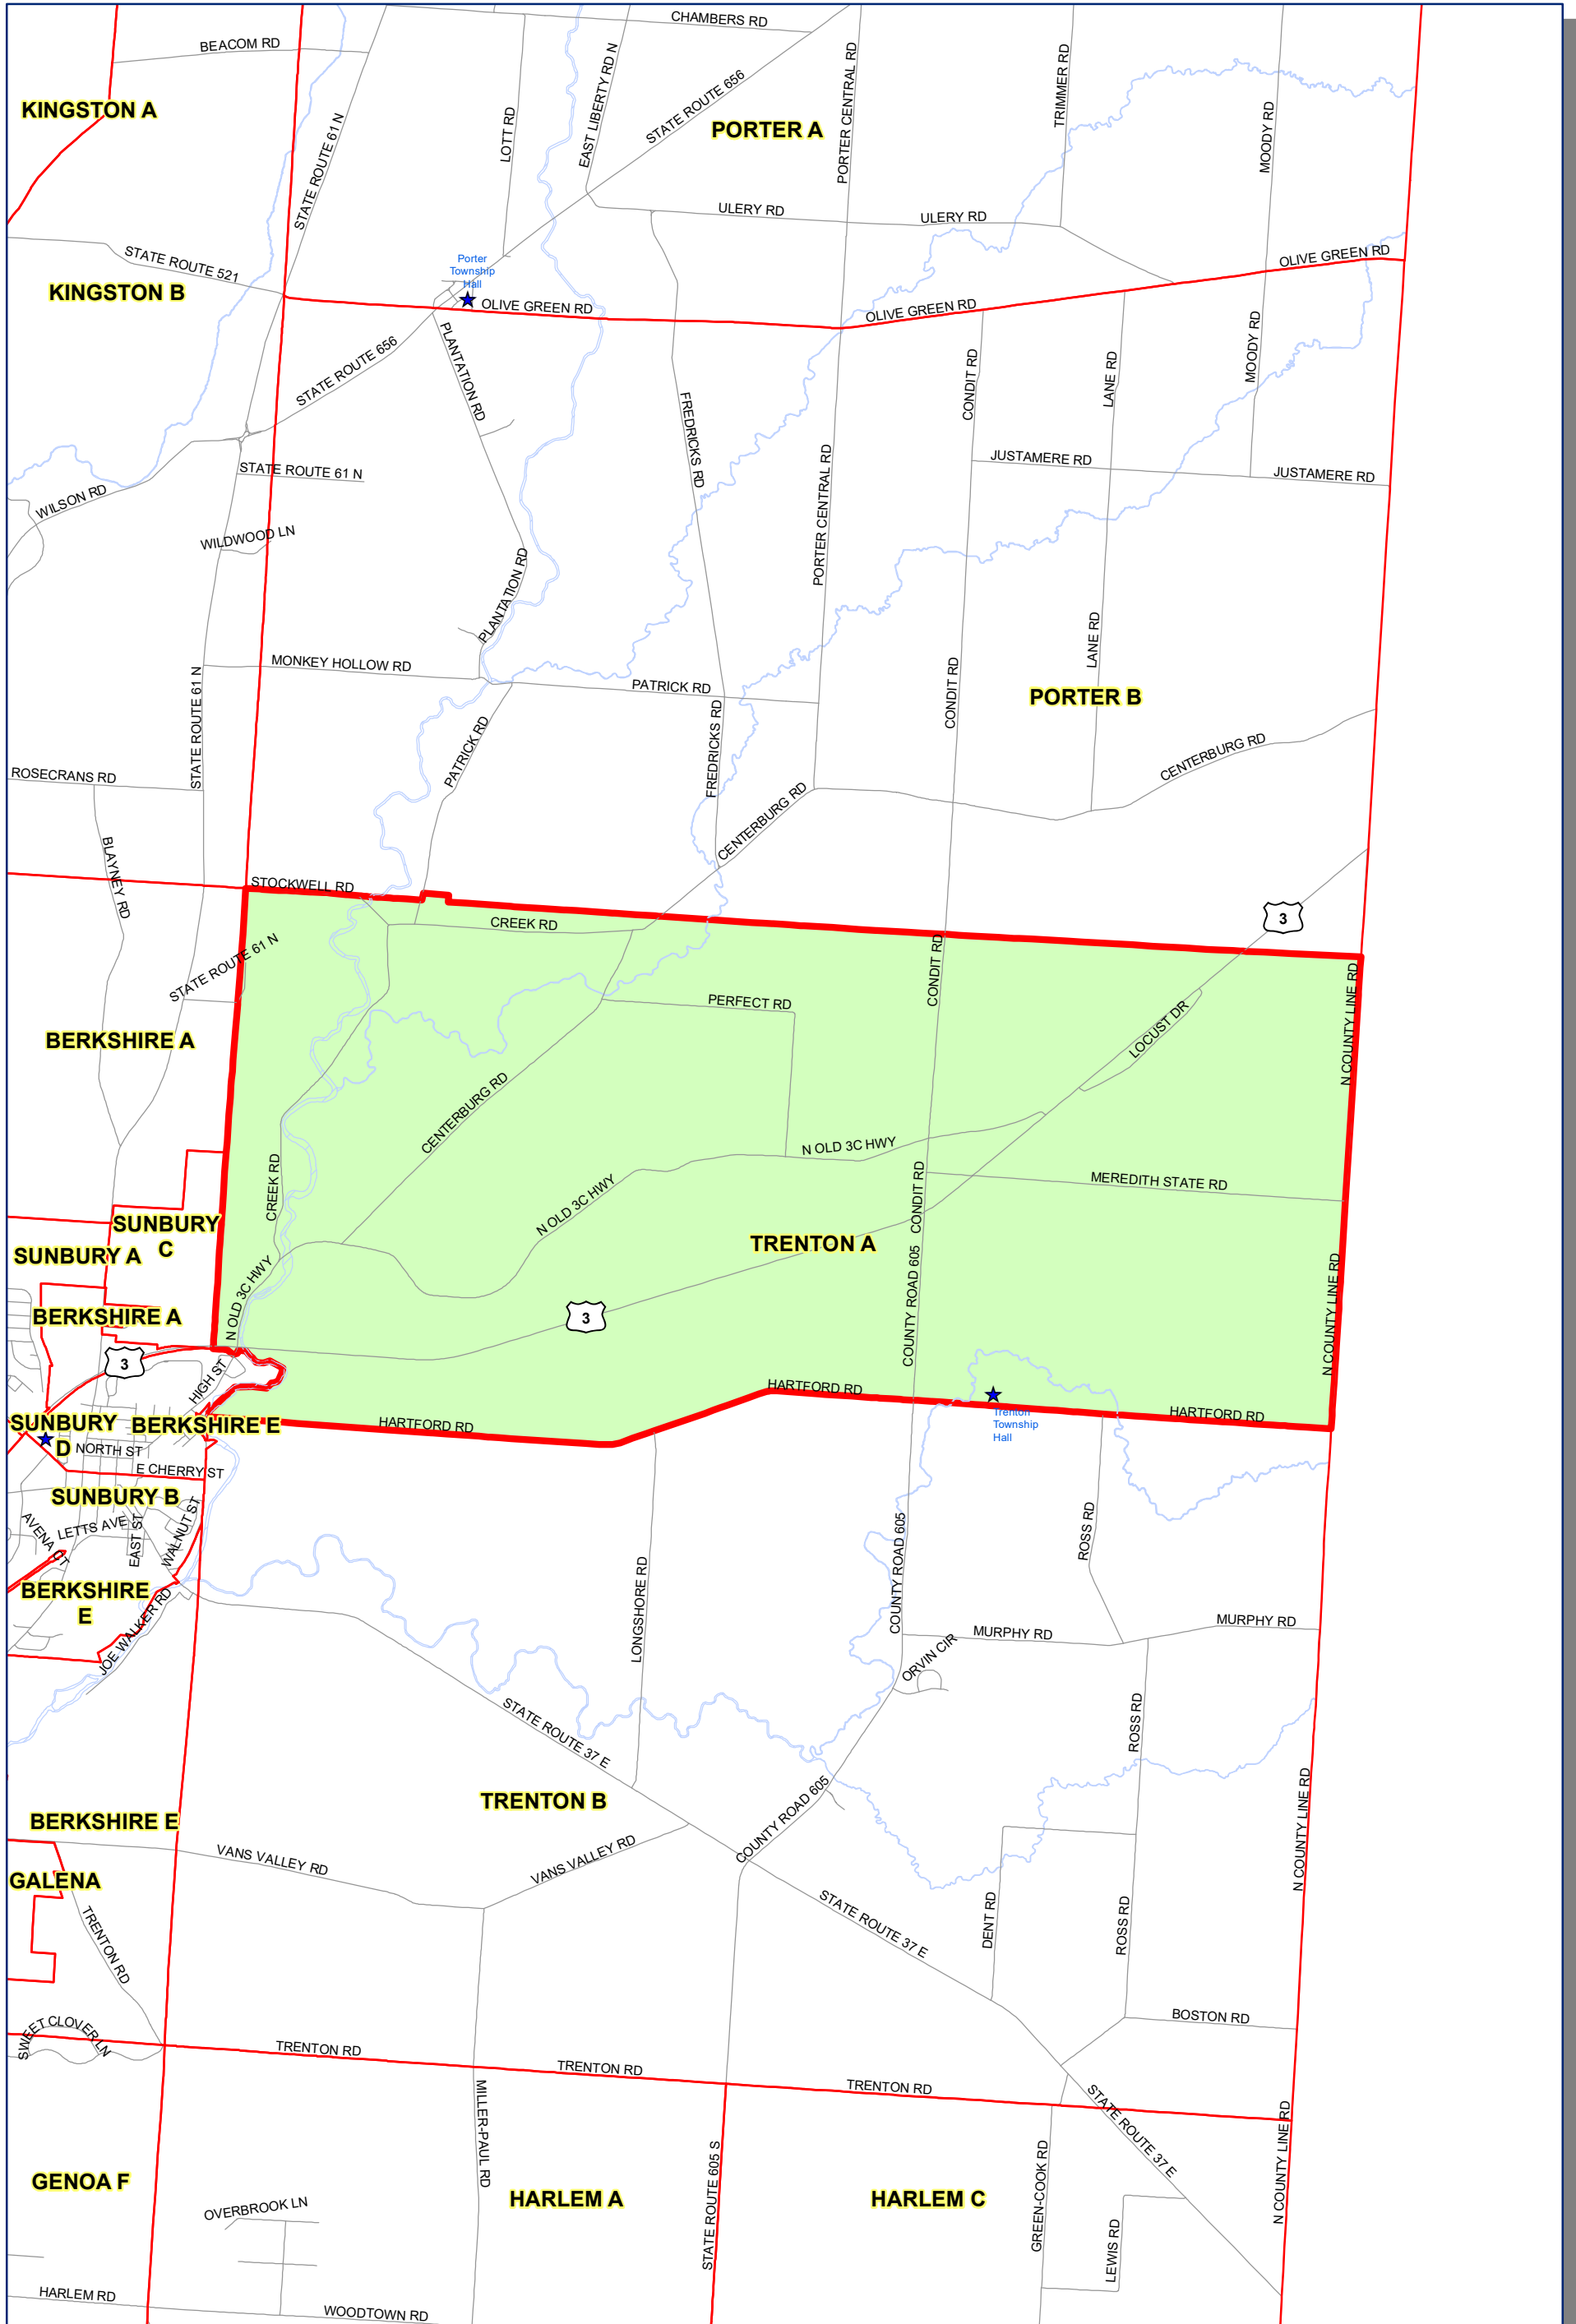 CHAMBERS RD
BEACOM RD
KINGSTON A
STATE ROUTE 61 N
LOTT RD
EAST LIBERTY RD N
STATE ROUTE 656
PORTER A
PORTER CENTRAL RD
TRIMMER RD
MOODY RD
ULERY RD
ULERY RD
STATE ROUTE 521
KINGSTON B
Porter
Township
Hall
OLIVE GREEN RD
OLIVE GREEN RD
OLIVE GREEN RD
STATE ROUTE 656
PLANTATION RD
FREDRICKS RD
CONDIT RD
LANE RD
MOODY RD
PORTER CENTRAL RD
JUSTAMERE RD
JUSTAMERE RD
STATE ROUTE 61 N
WILSON RD
WILDWOOD LN
PLANTATION RD
MONKEY HOLLOW RD
PATRICK RD
LANE RD
CONDIT RD
PORTER B
STATE ROUTE 61 N
PATRICK RD
FREDRICKS RD
CENTERBURG RD
ROSECRANS RD
CENTERBURG RD
BLAYNEY RD
STOCKWELL RD
CREEK RD
3
CONDIT RD
STATE ROUTE 61 N
PERFECT RD
LOCUST DR
N COUNTY LINE RD
BERKSHIRE A
CENTERBURG RD
N OLD 3C HWY
CREEK RD
N OLD 3C HWY
CONDIT RD
MEREDITH STATE RD
SUNBURY
C
SUNBURY A
TRENTON A
N OLD 3C HWY
COUNTY ROAD 605
N COUNTY LINE RD
BERKSHIRE A
3
3
HIGH ST
HARTFORD RD
HARTFORD RD
HARTFORD RD
Trenton
Township
Hall
SUNBURY
D
BERKSHIRE E
NORTH ST
E CHERRY ST
SUNBURY B
AVENA CT
LETTS AVE
EAST ST
WALNUT ST
BERKSHIRE
E
JOE WALKER RD
LONGSHORE RD
COUNTY ROAD 605
ROSS RD
MURPHY RD
MURPHY RD
ORVIN CIR
STATE ROUTE 37 E
ROSS RD
TRENTON B
COUNTY ROAD 605
N COUNTY LINE RD
BERKSHIRE E
VANS VALLEY RD
VANS VALLEY RD
GALENA
STATE ROUTE 37 E
DENT RD
ROSS RD
TRENTON RD
BOSTON RD
SWEET CLOVER LN
TRENTON RD
TRENTON RD
TRENTON RD
MILLER-PAUL RD
STATE ROUTE 605 S
GREEN-COOK RD
STATE ROUTE 37 E
N COUNTY LINE RD
GENOA F
OVERBROOK LN
HARLEM A
HARLEM C
LEWIS RD
HARLEM RD
WOODTOWN RD